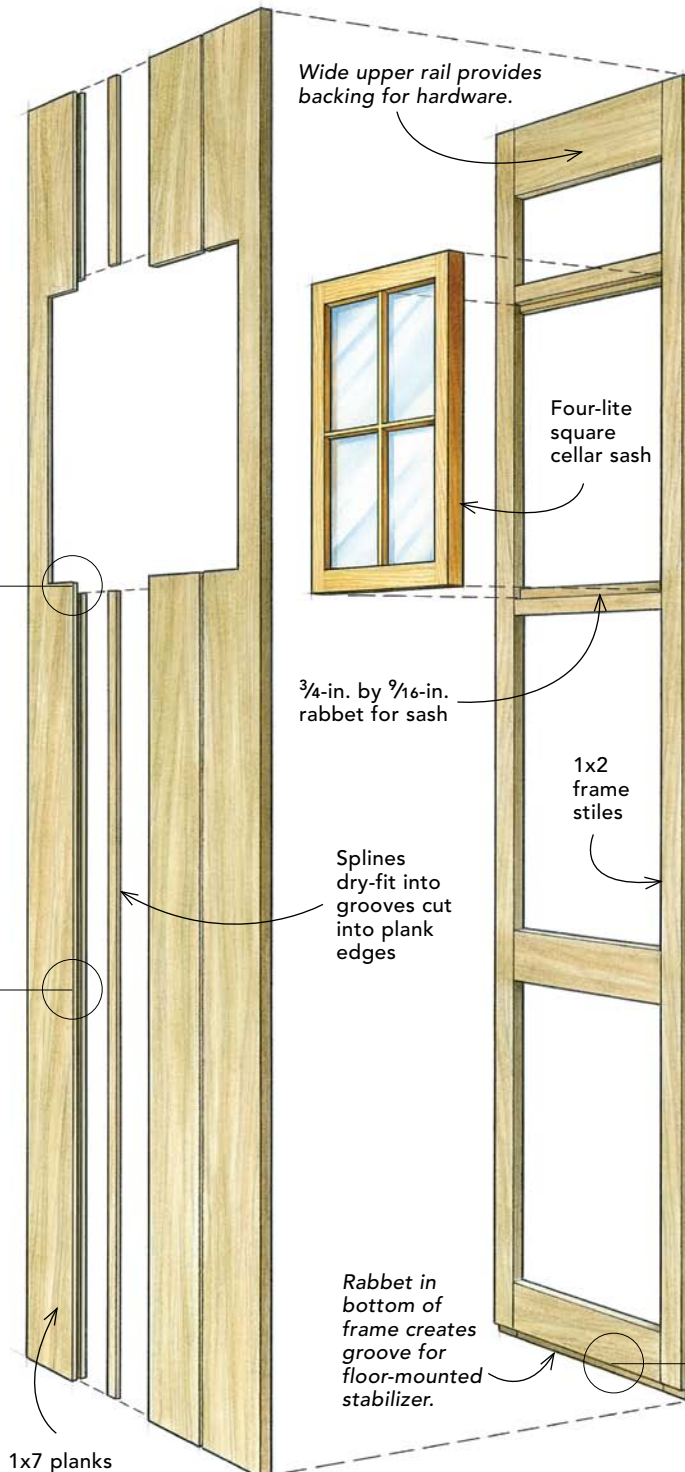 Wide upper rail provides
backing for hardware.
Four-lite
square
cellar sash
3/4-in. by 9/16-in.
rabbet for sash
1x2
frame
stiles
Splines
dry-fit into
grooves cut
into plank
edges
Rabbet in
bottom of
frame creates
groove for
floor-mounted
stabilizer.
1x7 planks